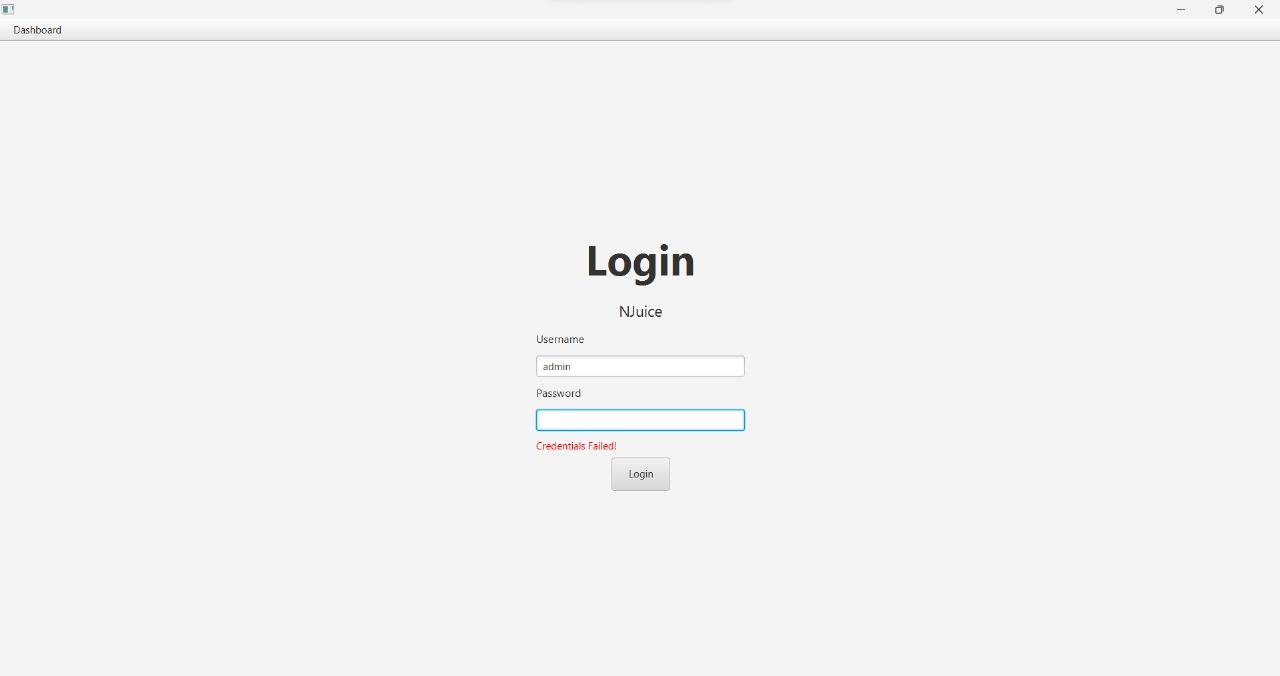 Dashboard
Login
NJuice
Username
admin
Password
Credentials Failed!
Login